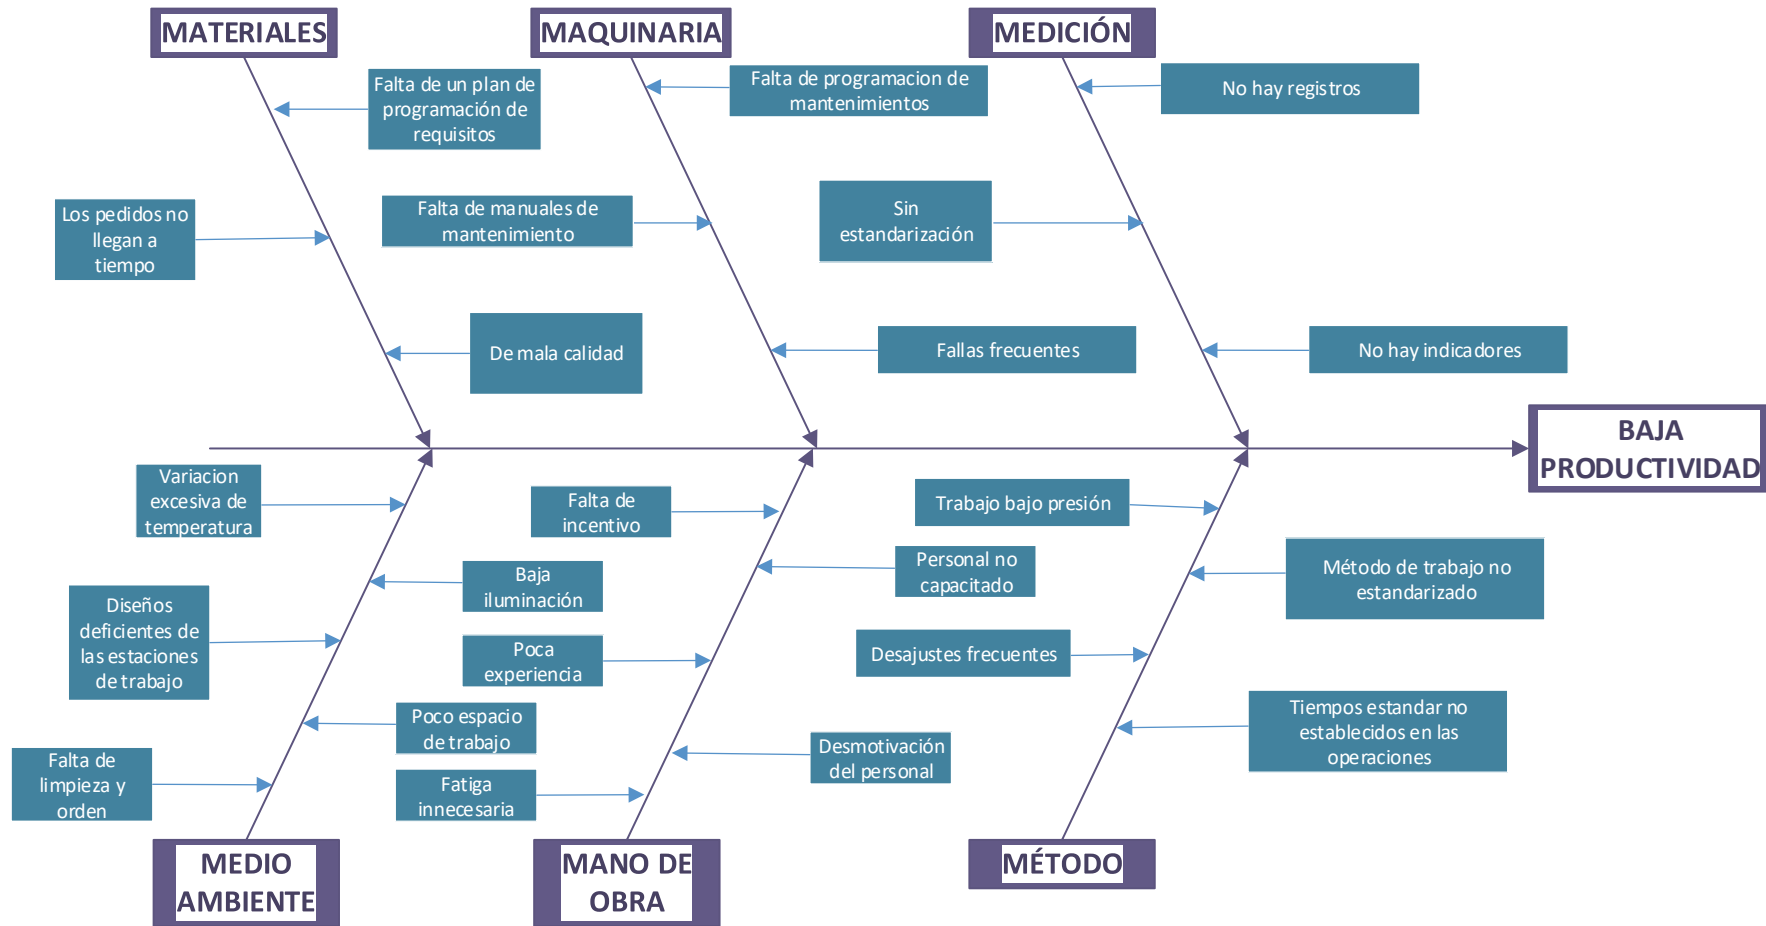 MATERIALES
MAQUINARIA
MEDICIÓN
Falta de un plan de
programación de
requisitos
Falta de programacion de
mantenimientos
No hay registros
Los pedidos no
llegan a
tiempo
Falta de manuales de
mantenimiento
Sin
estandarización
De mala calidad
Fallas frecuentes
No hay indicadores
BAJA
PRODUCTIVIDAD
Variacion
excesiva de
temperatura
Falta de
incentivo
Trabajo bajo presión
Baja
iluminación
Personal no
capacitado
Método de trabajo no
estandarizado
Diseños
deficientes de
las estaciones
de trabajo
Poca
experiencia
Desajustes frecuentes
Poco espacio
de trabajo
Desmotivación
del personal
Tiempos estandar no
establecidos en las
operaciones
Falta de
limpieza y
orden
Fatiga
innecesaria
MEDIO
AMBIENTE
MANO DE
OBRA
MÉTODO